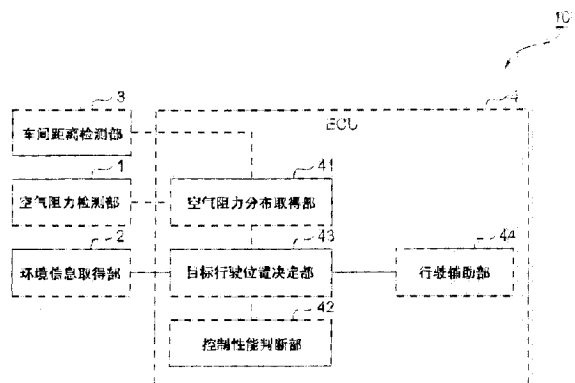 10
3
4
车间距离检测部
ECU
1
41
空气阻力检测部
空气阻力分布取得部
2
43
44
环境信息取得部
目标行驶位置决定部
行驶辅助部
42
控制性能判断部